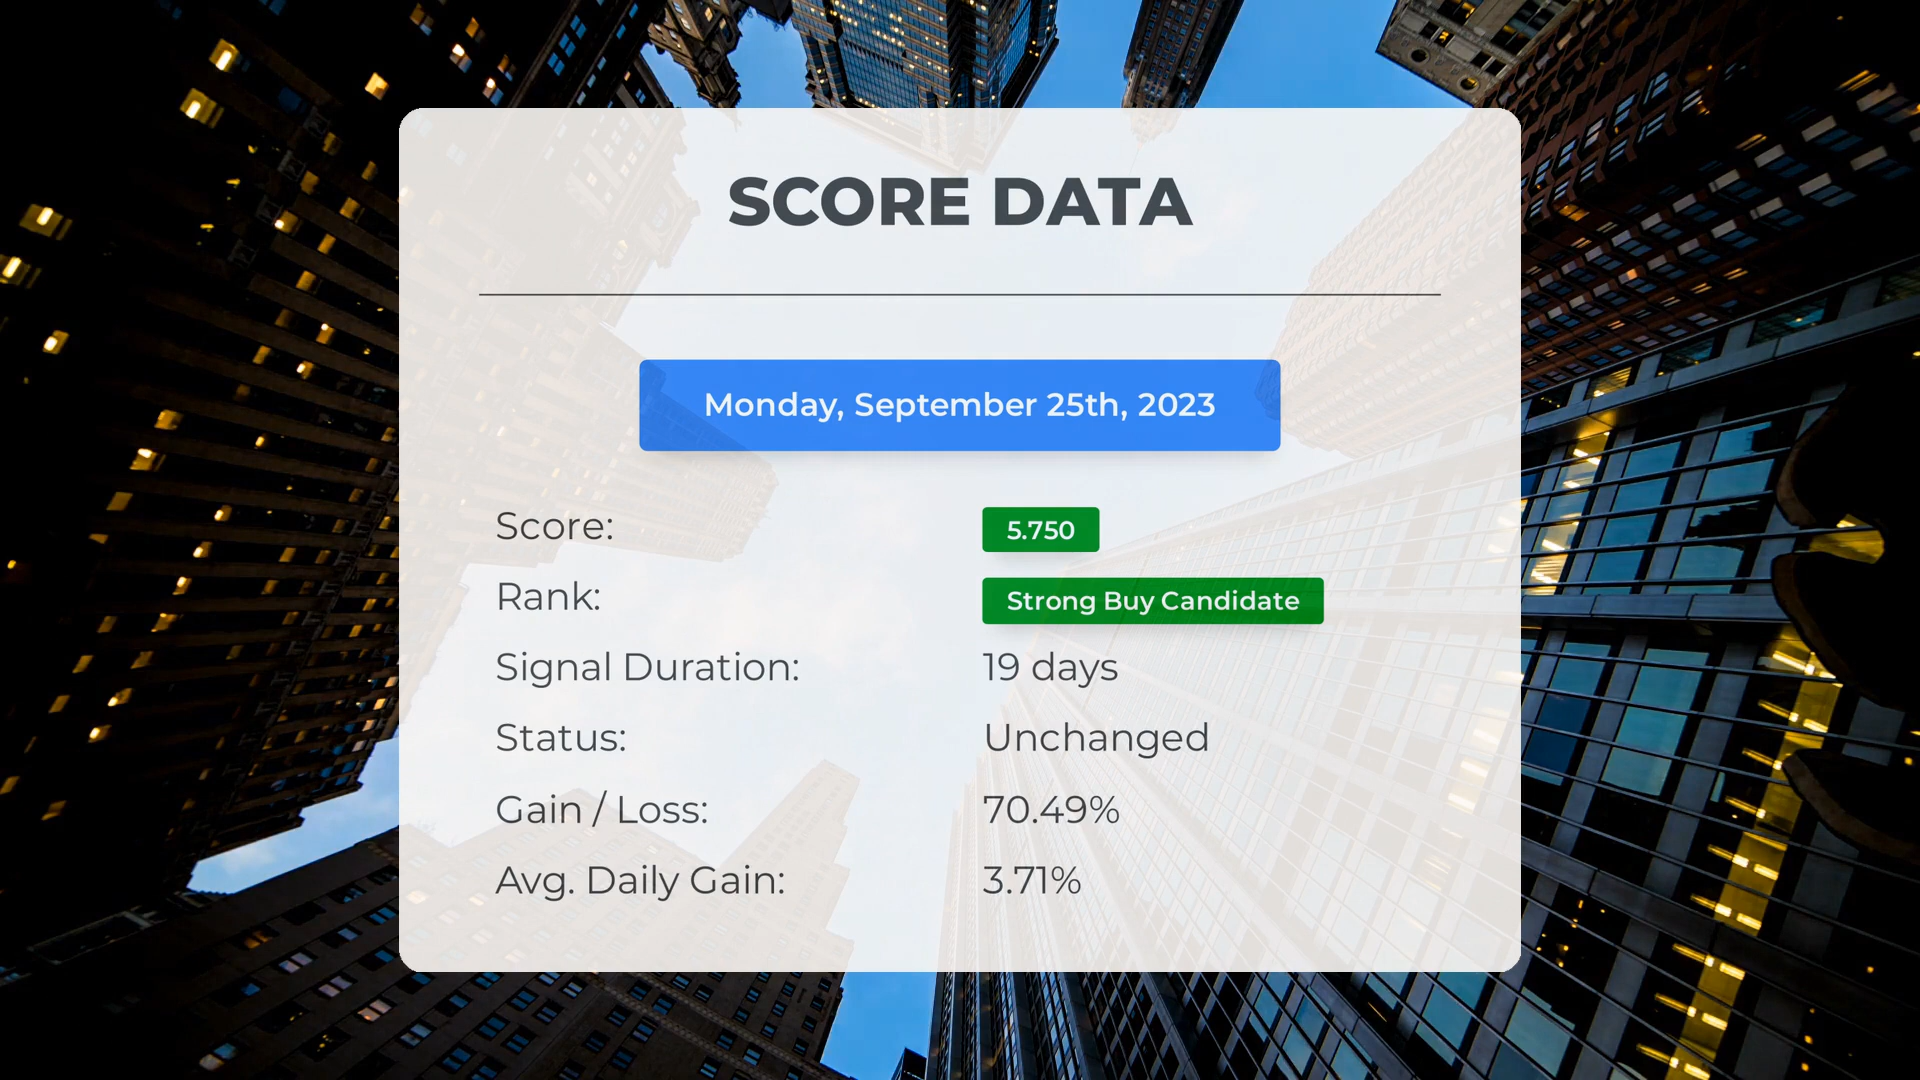 SCORE DATA
Monday, September 25th, 2023
Score: 5.750
Rank: Strong Buy Candidate
Signal Duration: 19 days
Status: Unchanged
Gain / Loss: 70.49%
Avg. Daily Gain: 3.71%